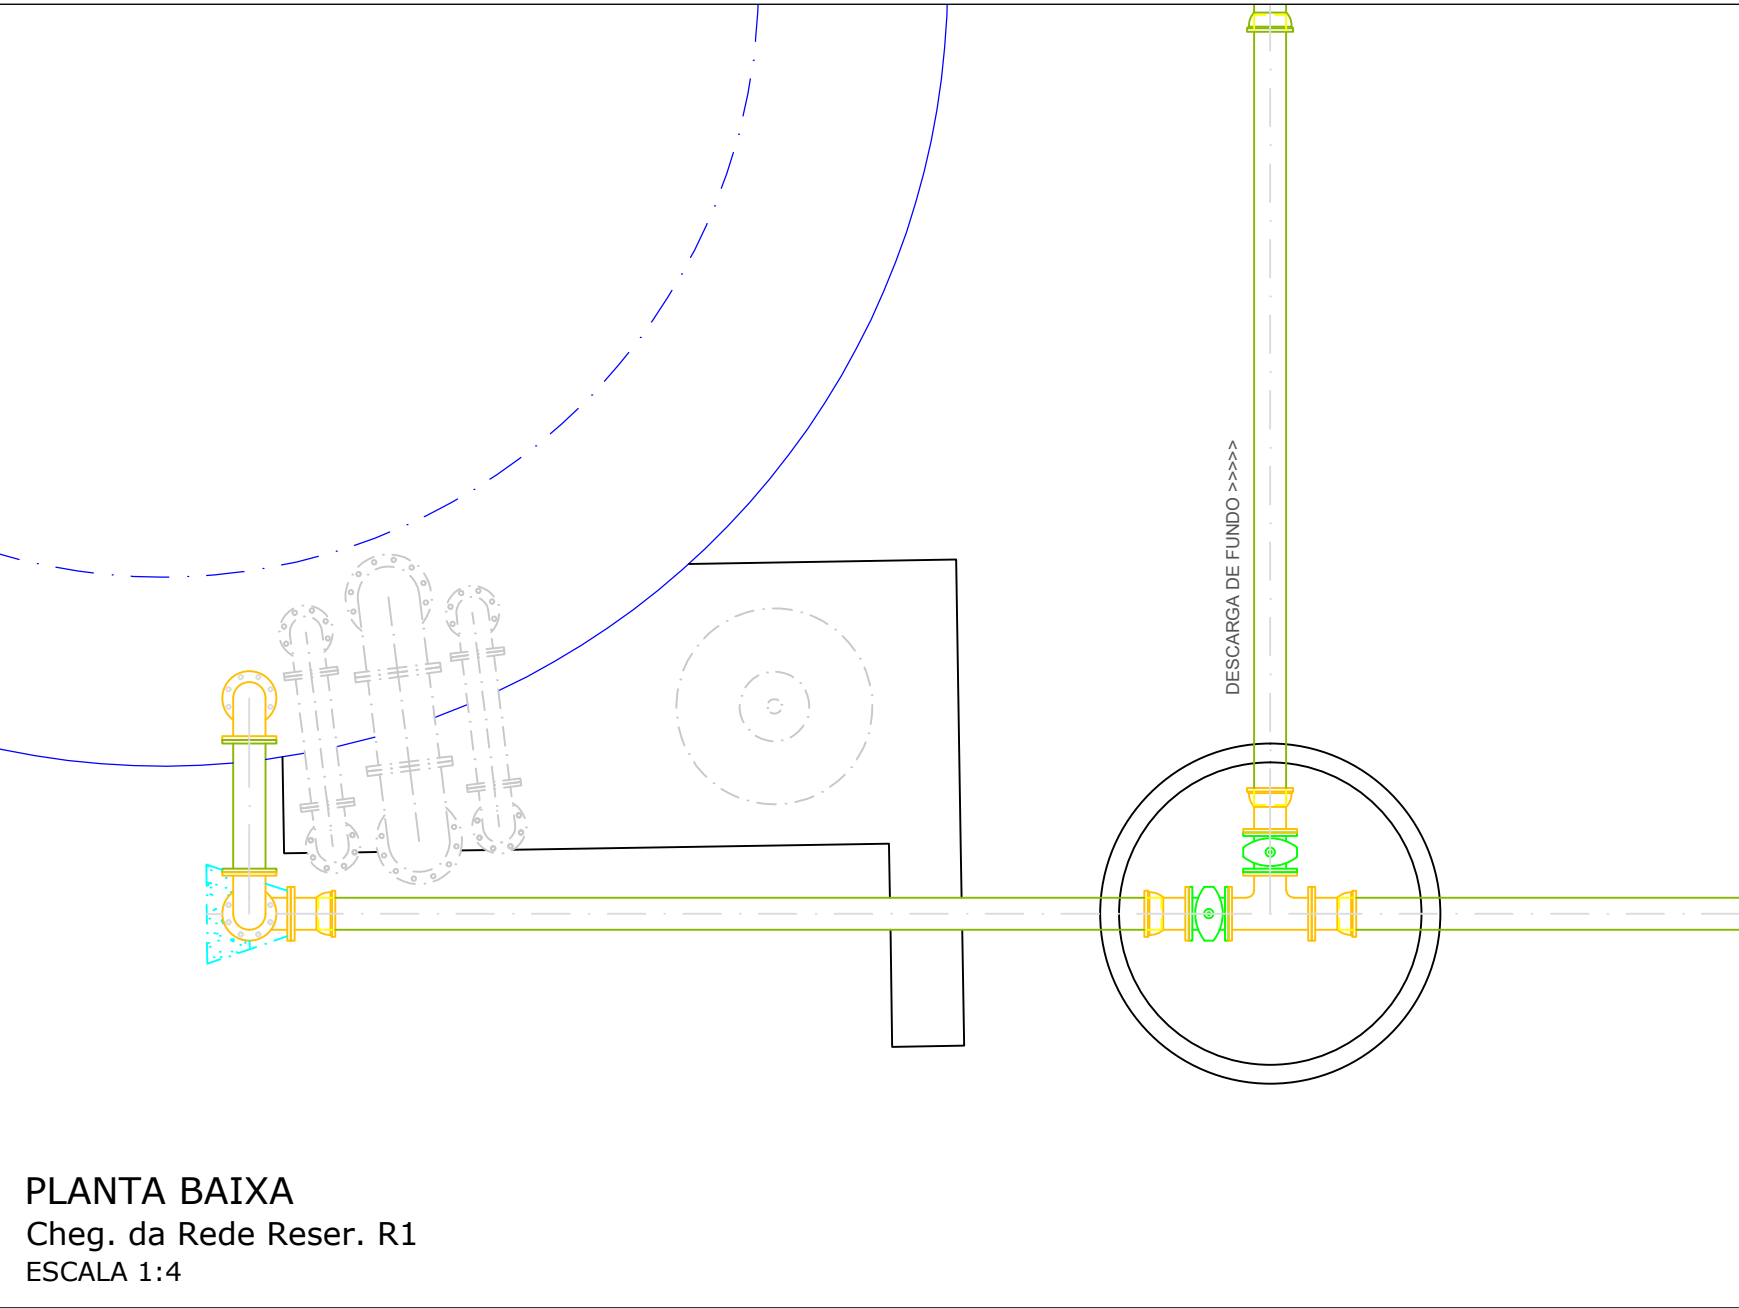 DESCARGA DE FUNDO >>>>>
PLANTA BAIXA
Cheg. da Rede Reser. R1
ESCALA 1:4